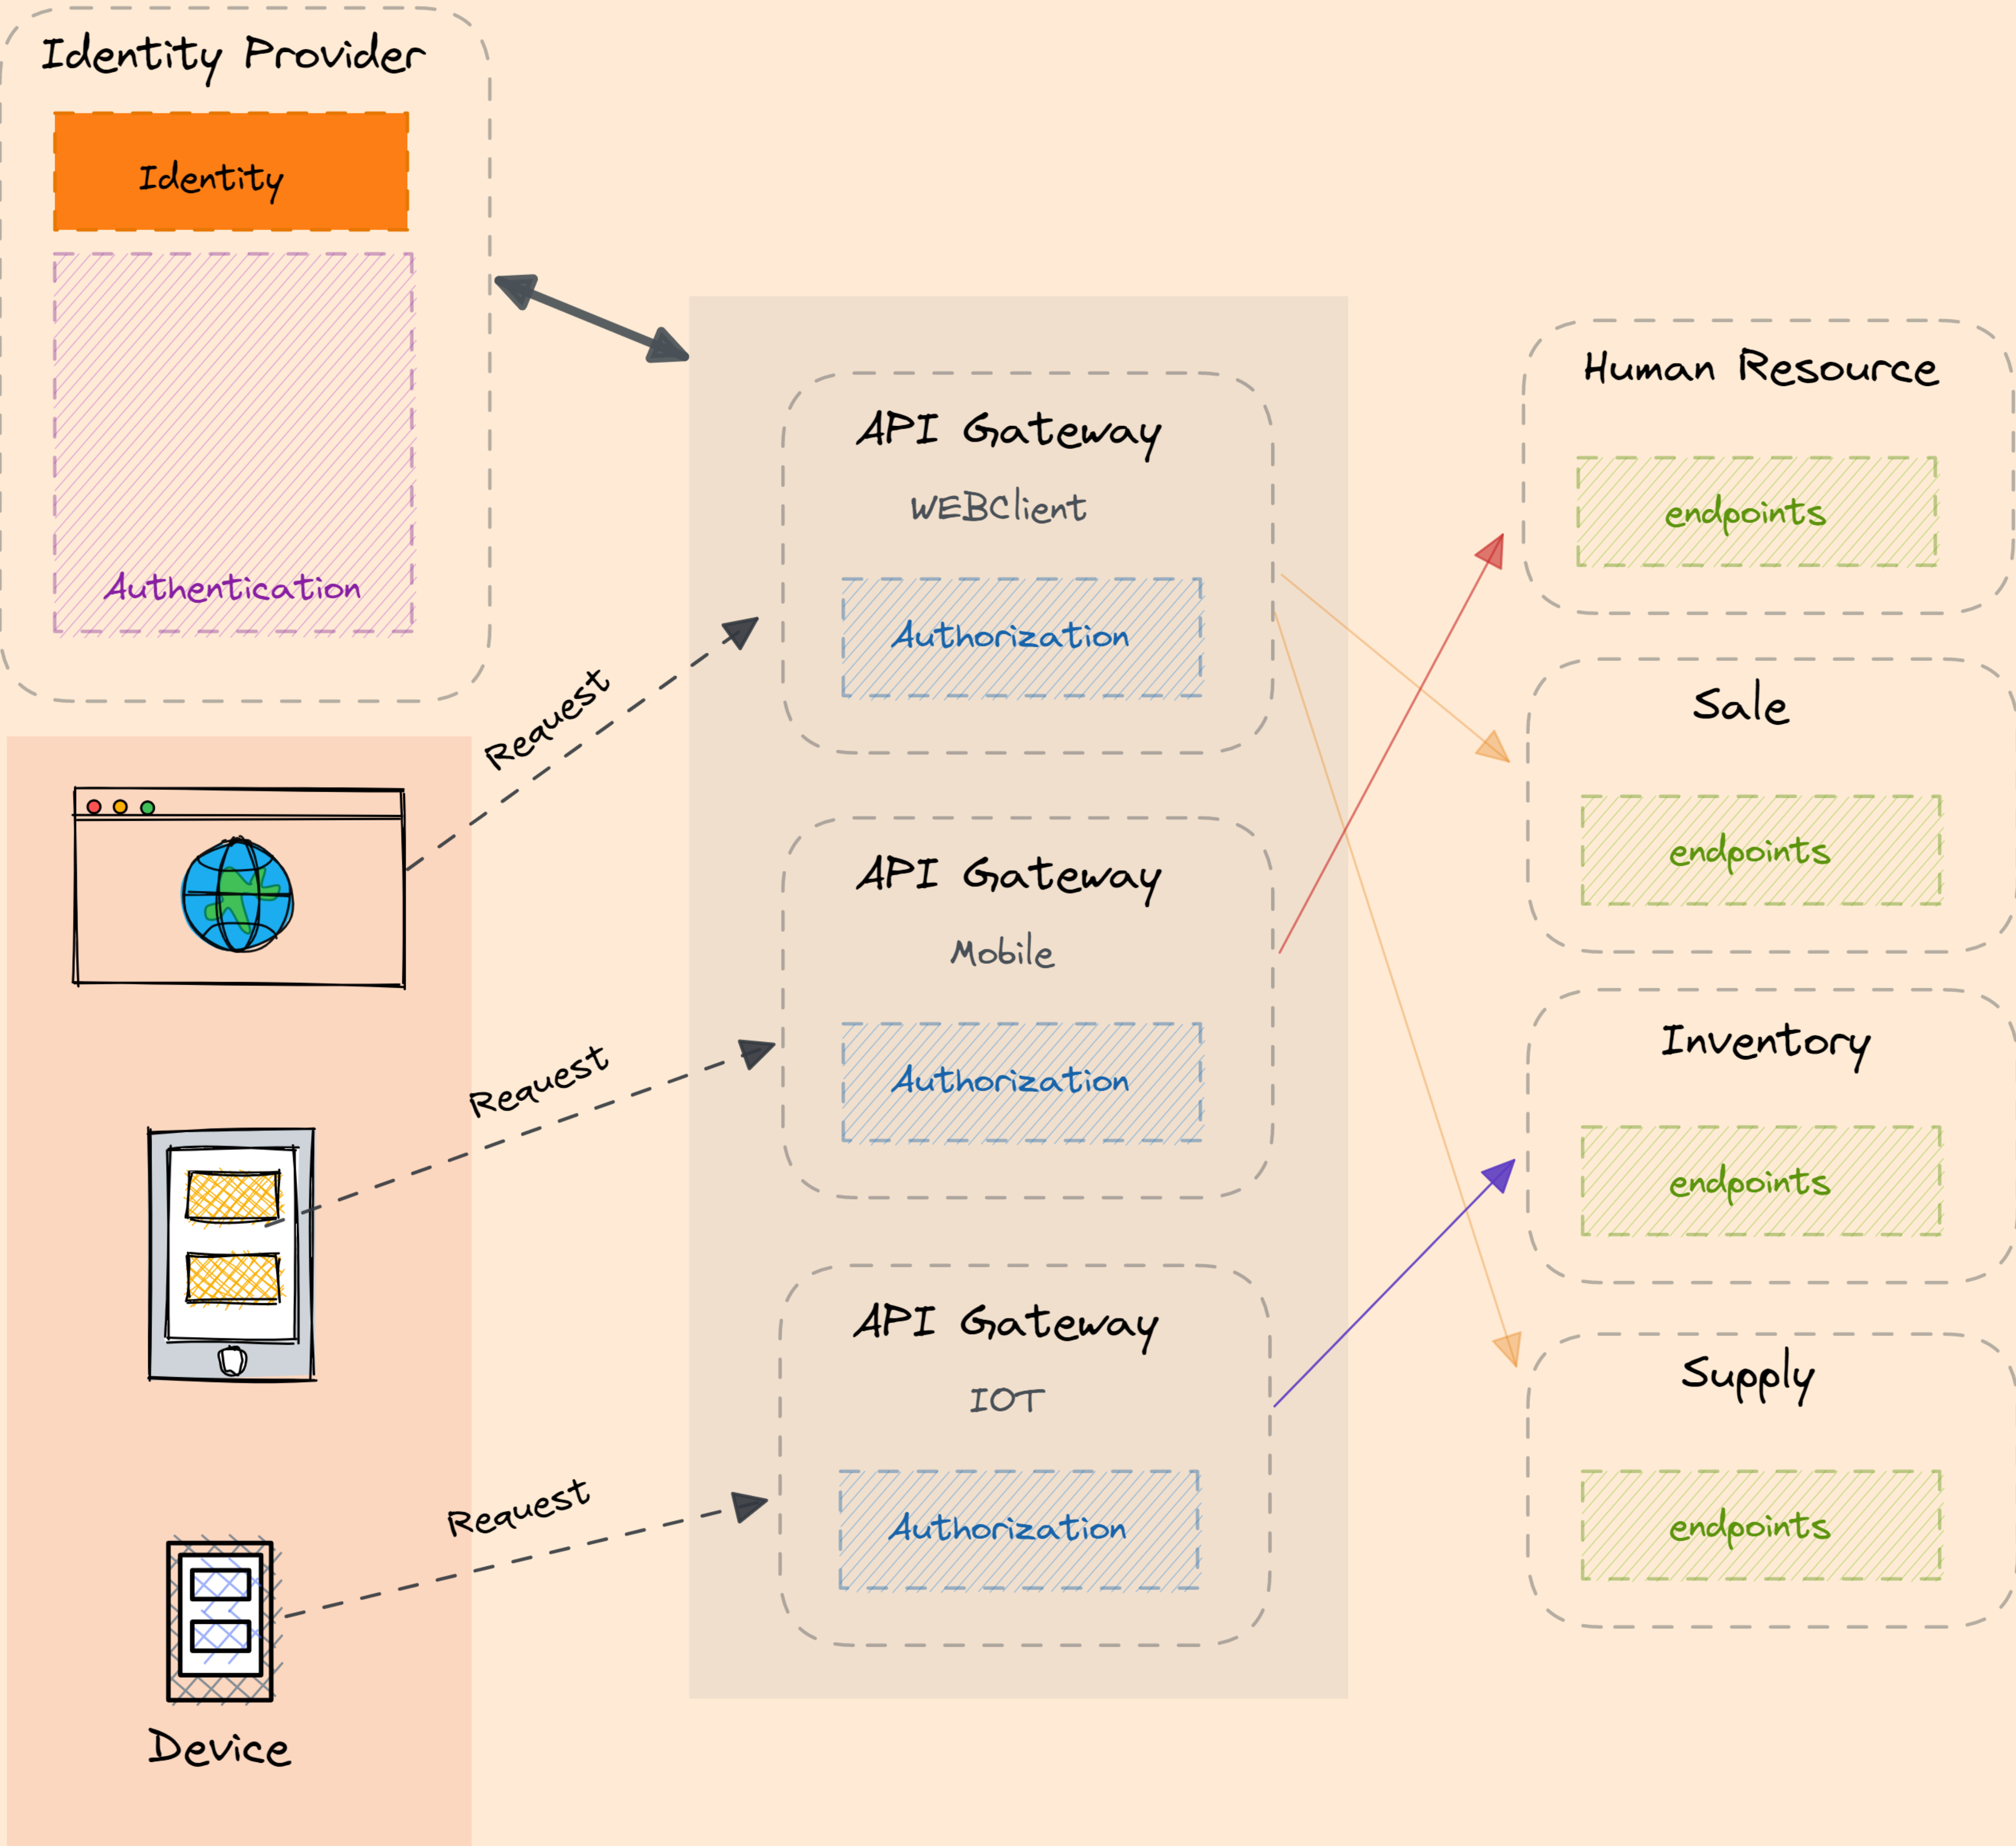 Identity Provider
Identity
Authentication
Request
Request
Request
Device
API Gateway
WEBClient
Authorization
API Gateway
Mobile
Authorization
API Gateway
IOT
Authorization
Human Resource
endpoints
Sale
endpoints
Inventory
endpoints
Supply
endpoints